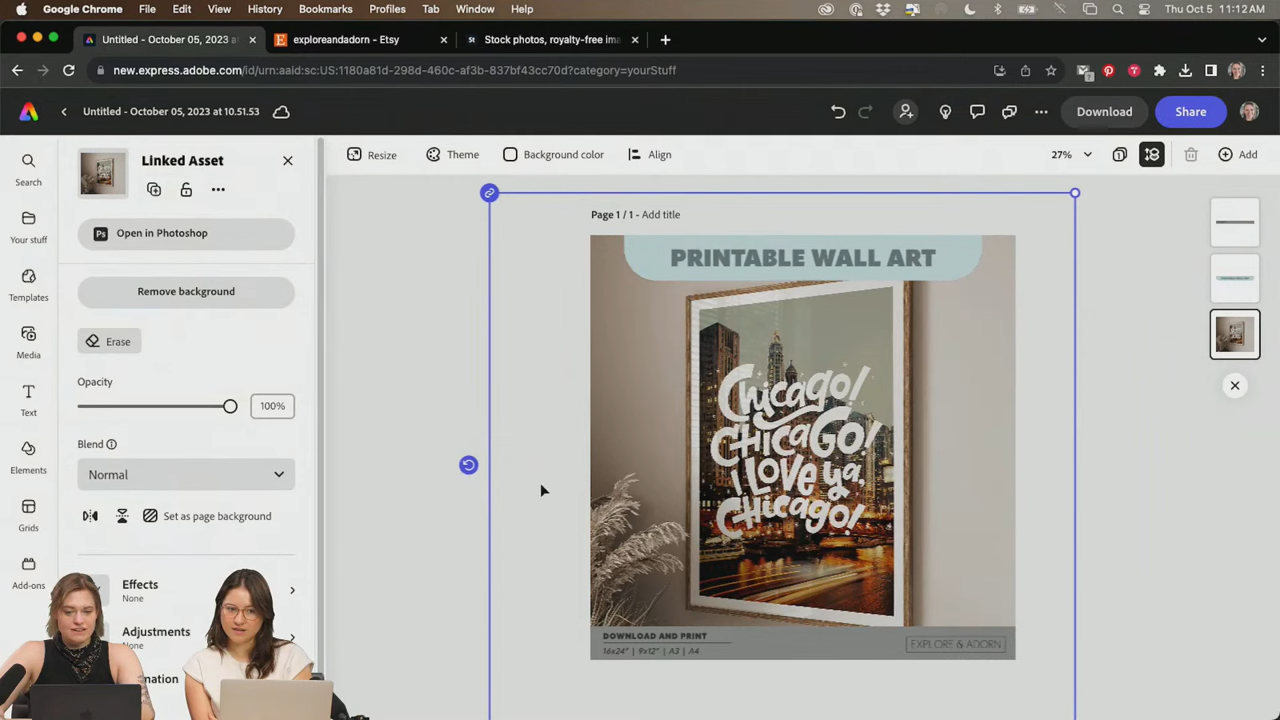 Google Chrome File Edit View History Bookmarks Profiles Tab Window Help Thu Oct 5 11:12 AM
Untitled - October 05, 2023 a
exploreandadorn - Etsy
St
Stock photos, royalty-free ima
new.express.adobe.com/id/urn:aaid:sc:US:1180a81d-298d-460c-af3b-837bf43cc70d?category=yourStuff
Untitled - October 05, 2023 at 10.51.53
Download
Share
Search
Your stuff
Templates
Media
Text
Elements
Grids
Add-ons
Linked Asset
Ps Open in Photoshop
Remove background
Erase
Opacity
100%
Blend
Normal
Set as page background
Effects
None
Adjustments
Resize
Theme
Background color
Align
27%
Add
Page 1 / 1 - Add title
PRINTABLE WALL ART
Chicago!
CHICAGO!
I LOVE ya,
Chicago!
DOWNLOAD AND PRINT
16x24" | 9x12" | A3 | A4
EXPLORE & ADORN